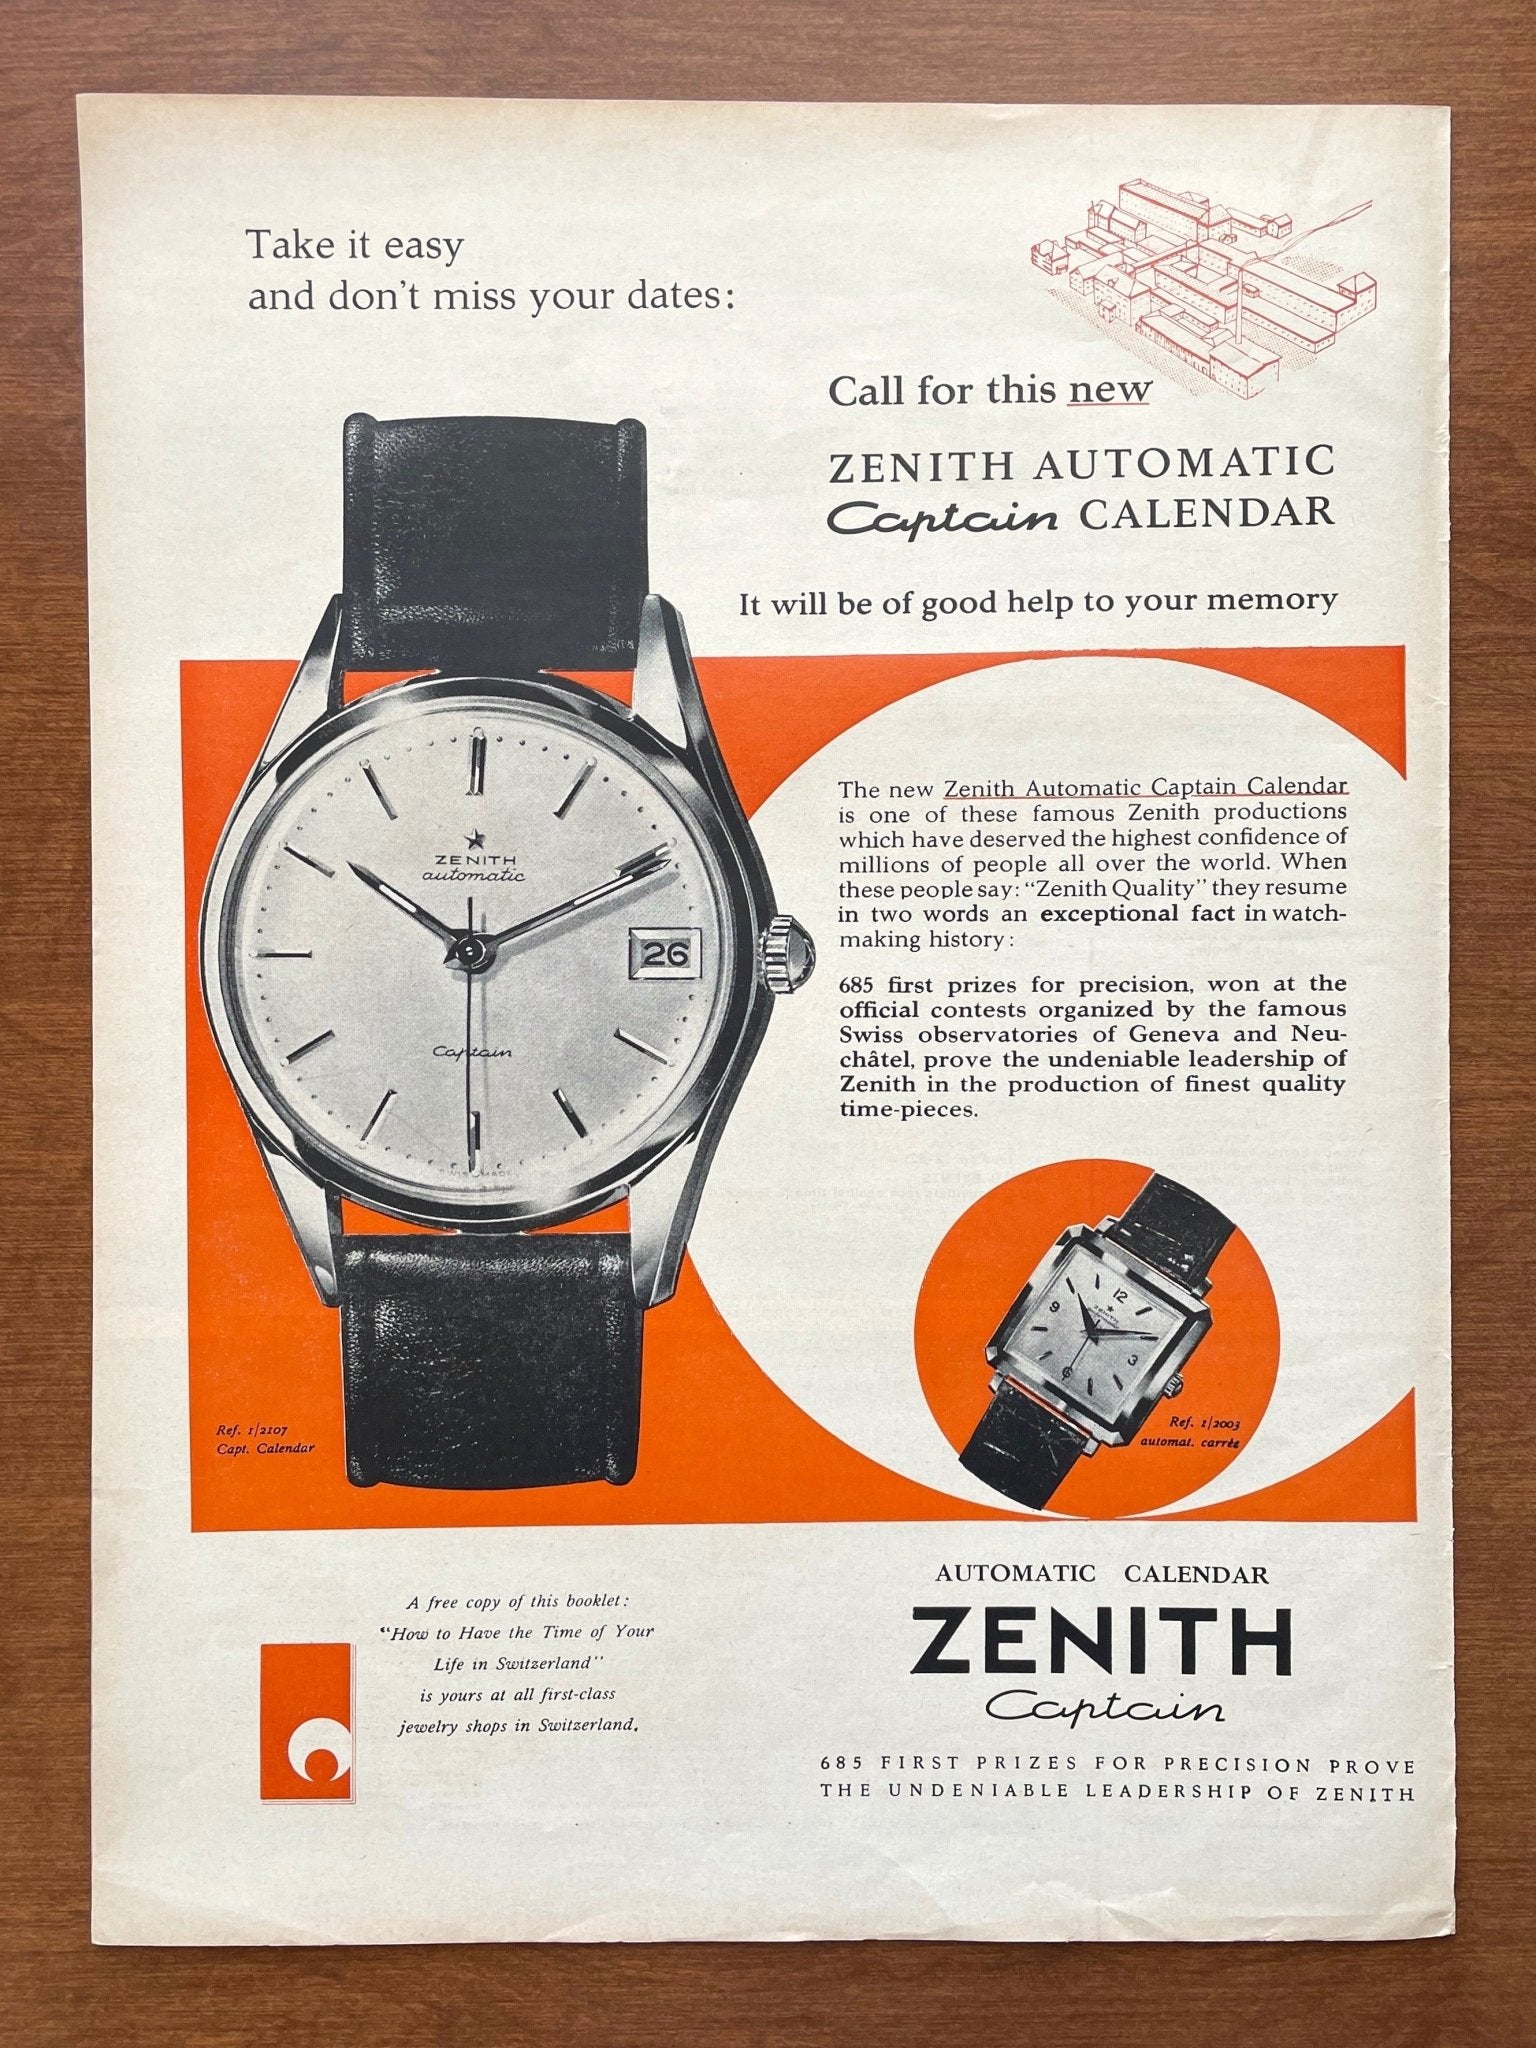 Take it easy
and don't miss your dates:
Call for this new
ZENITH AUTOMATIC
Captain CALENDAR
It will be of good help to your memory
ZENITH
automatic
26
Captain
The new Zenith Automatic Captain Calendar
is one of these famous Zenith productions
which have deserved the highest confidence of
millions of people all over the world. When
these people say: "Zenith Quality" they resume
in two words an exceptional fact in watch-
making history:
685 first prizes for precision, won at the
official contests organized by the famous
Swiss observatories of Geneva and Neu-
châtel, prove the undeniable leadership of
Zenith in the production of finest quality
time-pieces.
12
9
ZENITH
3
6
Ref. 1/2107
Capt. Calendar
Ref. 1/2003
automat. carrée
A free copy of this booklet:
"How to Have the Time of Your
Life in Switzerland"
is yours at all first-class
jewelry shops in Switzerland.
AUTOMATIC CALENDAR
ZENITH
Captain
685 FIRST PRIZES FOR PRECISION PROVE
THE UNDENIABLE LEADERSHIP OF ZENITH